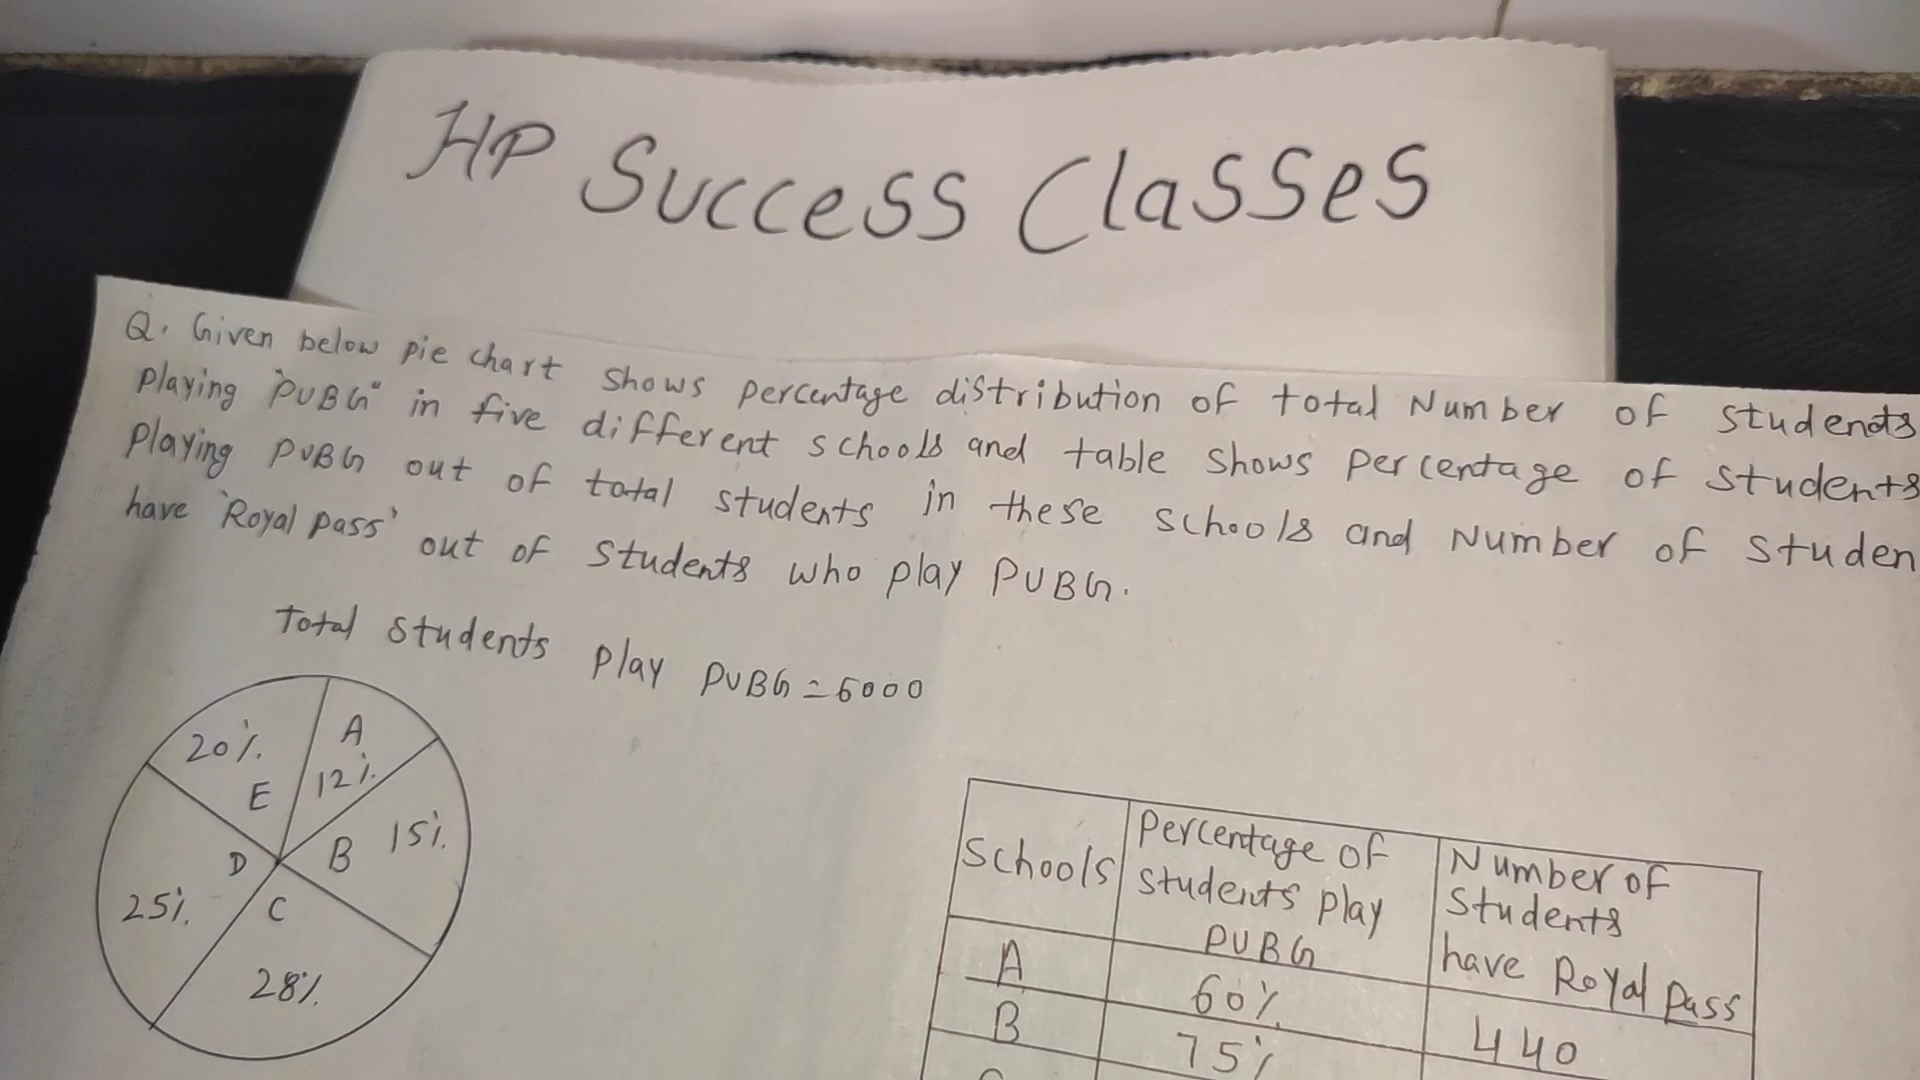 HP Success Classes
Q. Given below pie chart shows percentage distribution of total Number of students
playing "PUBG" in five different schools and table shows percentage of students
playing PUBG out of total students in these schools and Number of studen
have 'Royal pass' out of students who play PUBG.
Total students play PUBG = 6000
20%
E
A
12%
15%
B
D
25%
C
28%
Schools
Percentage of
students play
PUBG
Number of
students
have Royal pass
A
60%
440
B
75%